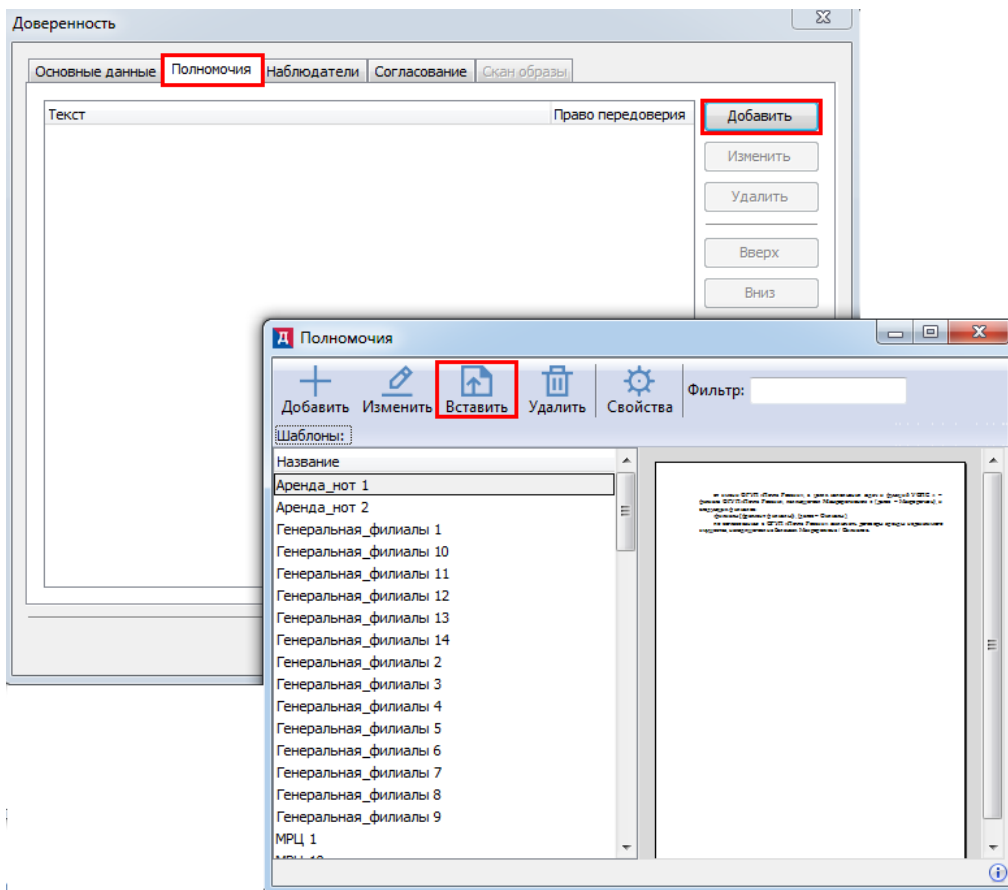 Доверенность
Основные данные Полномочия Наблюдатели Согласование Скан образы
Текст Право передоверия
Добавить
Изменить
Удалить
Вверх
Вниз
Полномочия
Добавить Изменить Вставить Удалить Свойства Фильтр:
Шаблоны:
Название
Аренда_нот 1
Аренда_нот 2
Генеральная_филиалы 1
Генеральная_филиалы 10
Генеральная_филиалы 11
Генеральная_филиалы 12
Генеральная_филиалы 13
Генеральная_филиалы 14
Генеральная_филиалы 2
Генеральная_филиалы 3
Генеральная_филиалы 4
Генеральная_филиалы 5
Генеральная_филиалы 6
Генеральная_филиалы 7
Генеральная_филиалы 8
Генеральная_филиалы 9
МРЦ 1